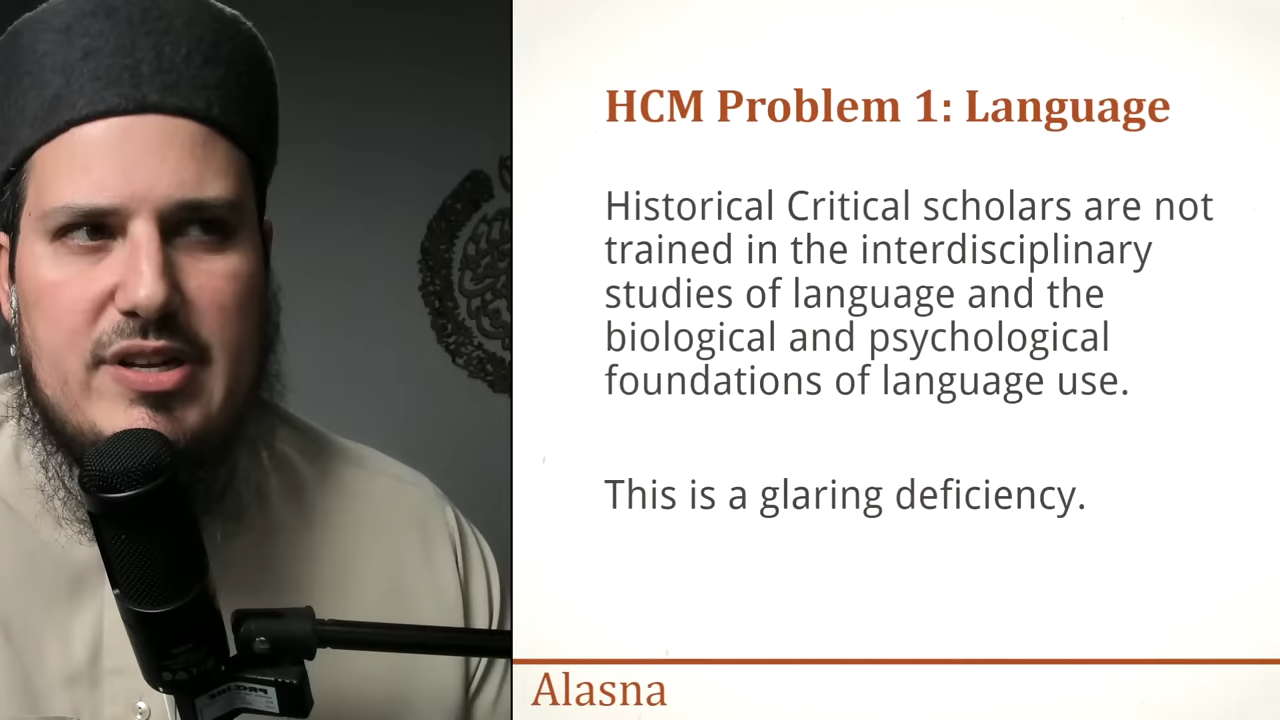 HCM Problem 1: Language
Historical Critical scholars are not
trained in the interdisciplinary
studies of language and the
biological and psychological
foundations of language use.
This is a glaring deficiency.
Alasna